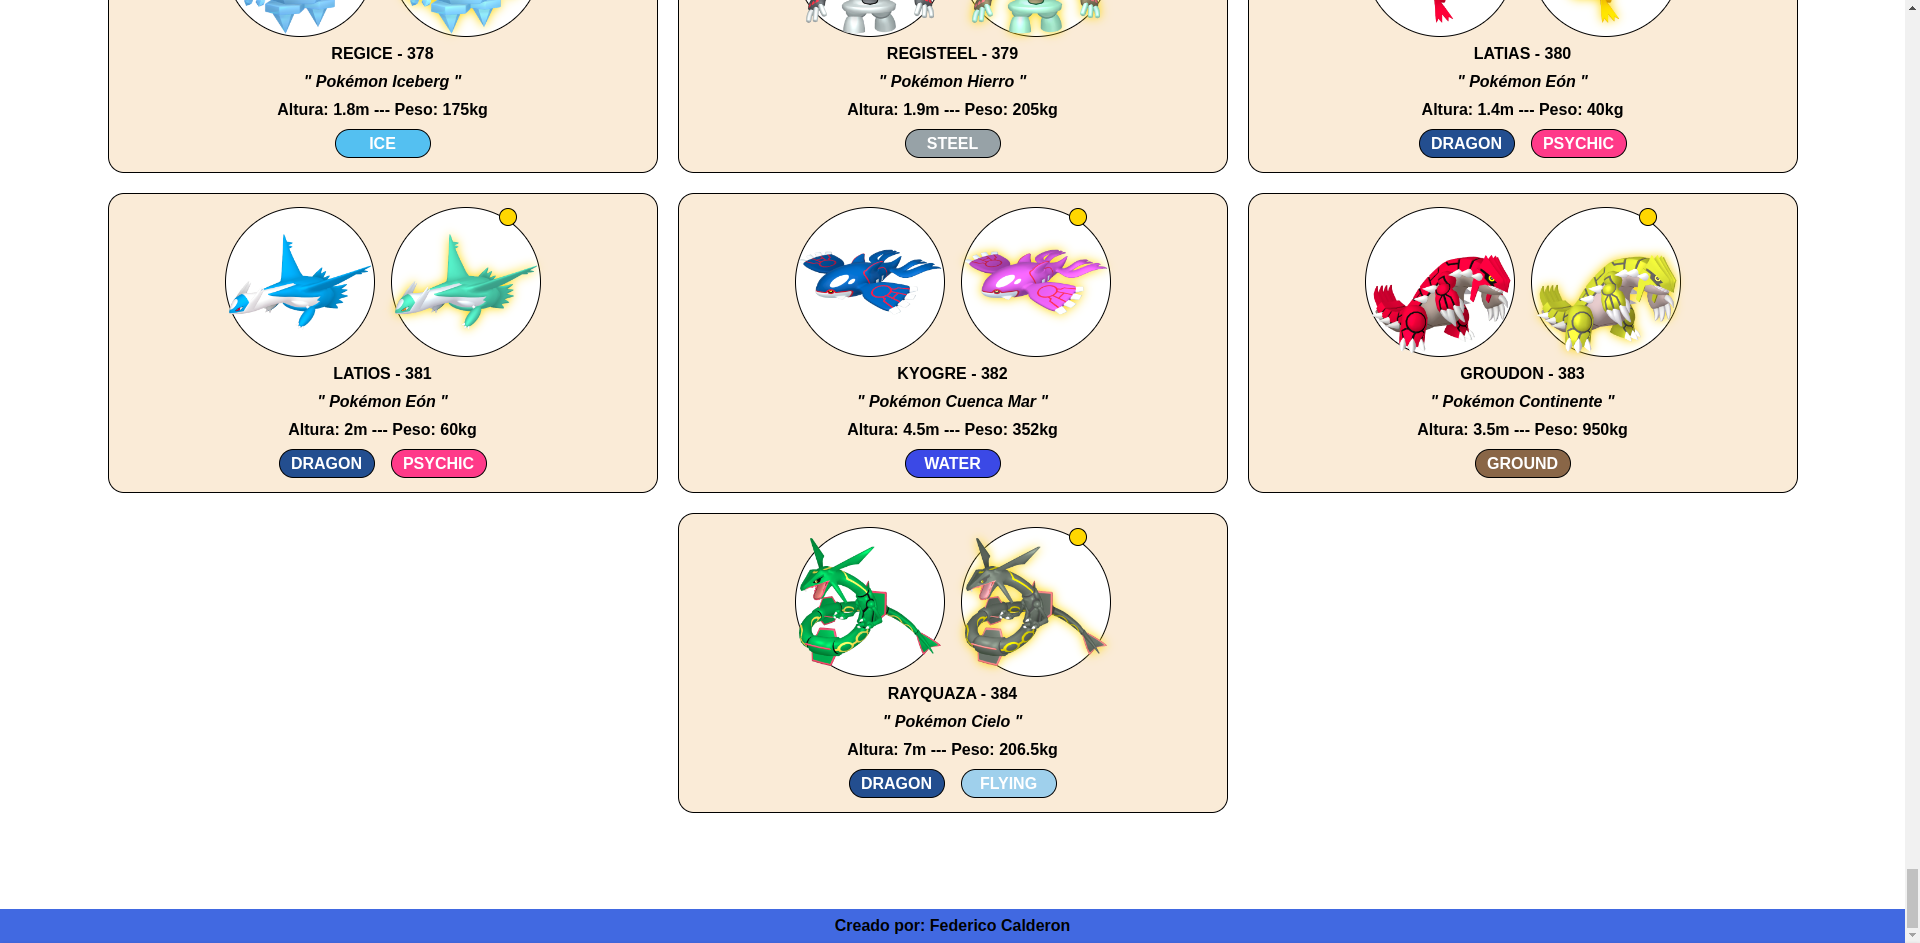 REGICE - 378
" Pokémon Iceberg "
Altura: 1.8m --- Peso: 175kg
ICE
REGISTEEL - 379
" Pokémon Hierro "
Altura: 1.9m --- Peso: 205kg
STEEL
LATIAS - 380
" Pokémon Eón "
Altura: 1.4m --- Peso: 40kg
DRAGON PSYCHIC
LATIOS - 381
" Pokémon Eón "
Altura: 2m --- Peso: 60kg
DRAGON PSYCHIC
KYOGRE - 382
" Pokémon Cuenca Mar "
Altura: 4.5m --- Peso: 352kg
WATER
GROUDON - 383
" Pokémon Continente "
Altura: 3.5m --- Peso: 950kg
GROUND
RAYQUAZA - 384
" Pokémon Cielo "
Altura: 7m --- Peso: 206.5kg
DRAGON FLYING
Creado por: Federico Calderon